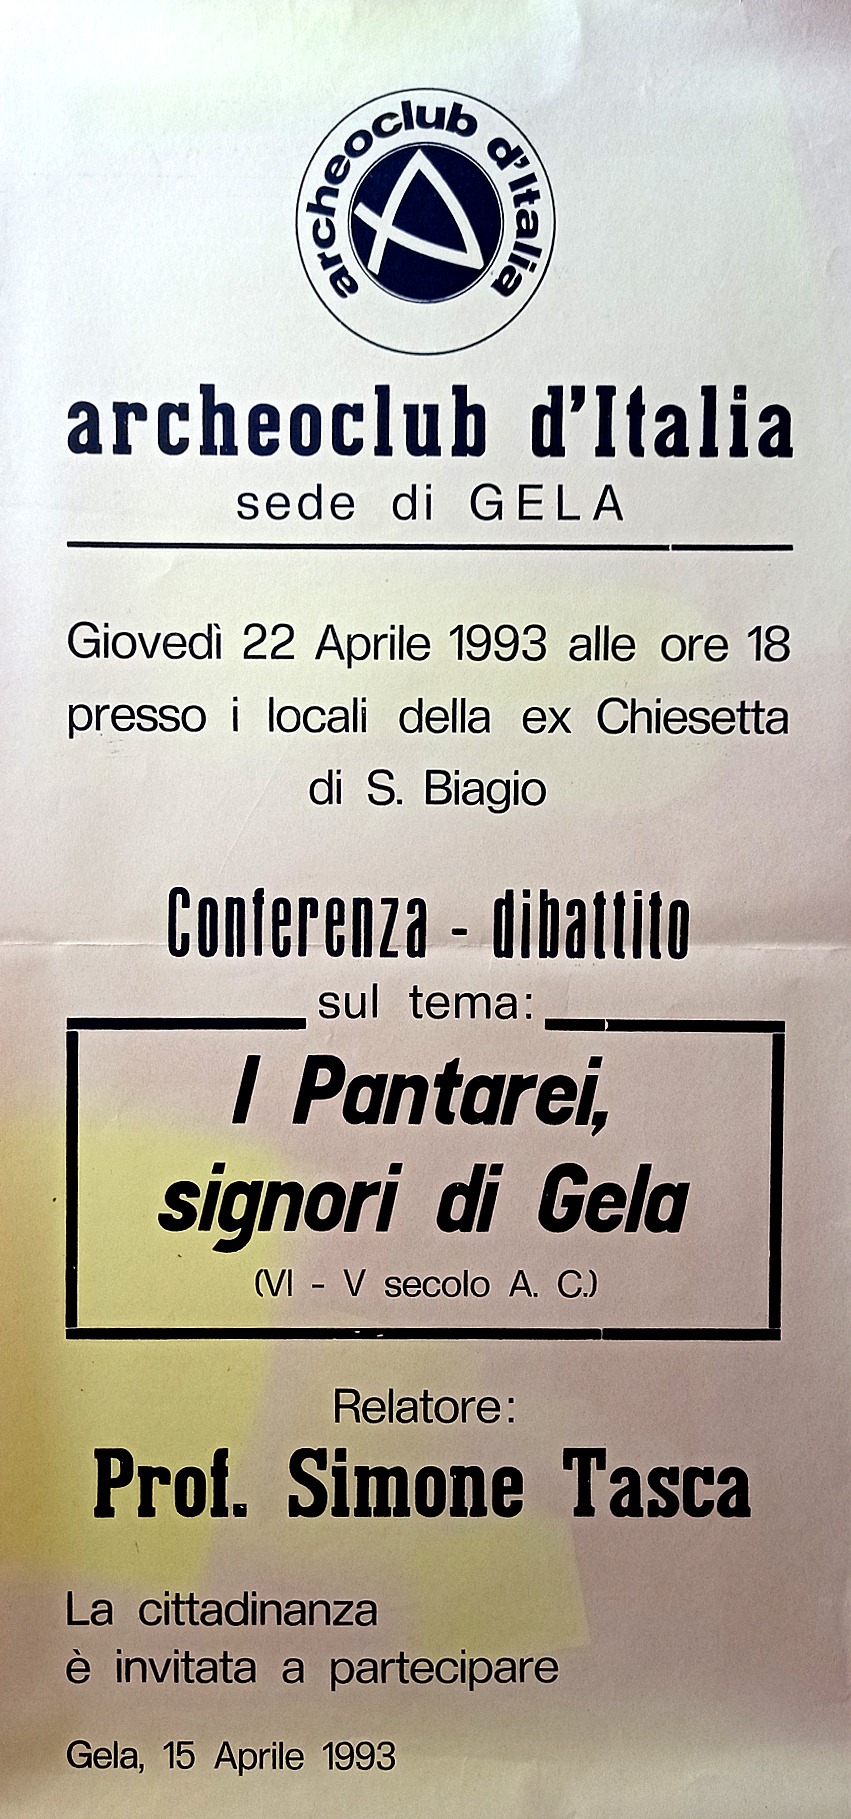 archeoclub d'Italia
archeoclub d'Italia
sede di GELA
Giovedì 22 Aprile 1993 alle ore 18
presso i locali della ex Chiesetta
di S. Biagio
Conferenza - dibattito
sul tema:
I Pantarei,
signori di Gela
(VI - V secolo A. C.)
Relatore:
Prof. Simone Tasca
La cittadinanza
è invitata a partecipare
Gela, 15 Aprile 1993